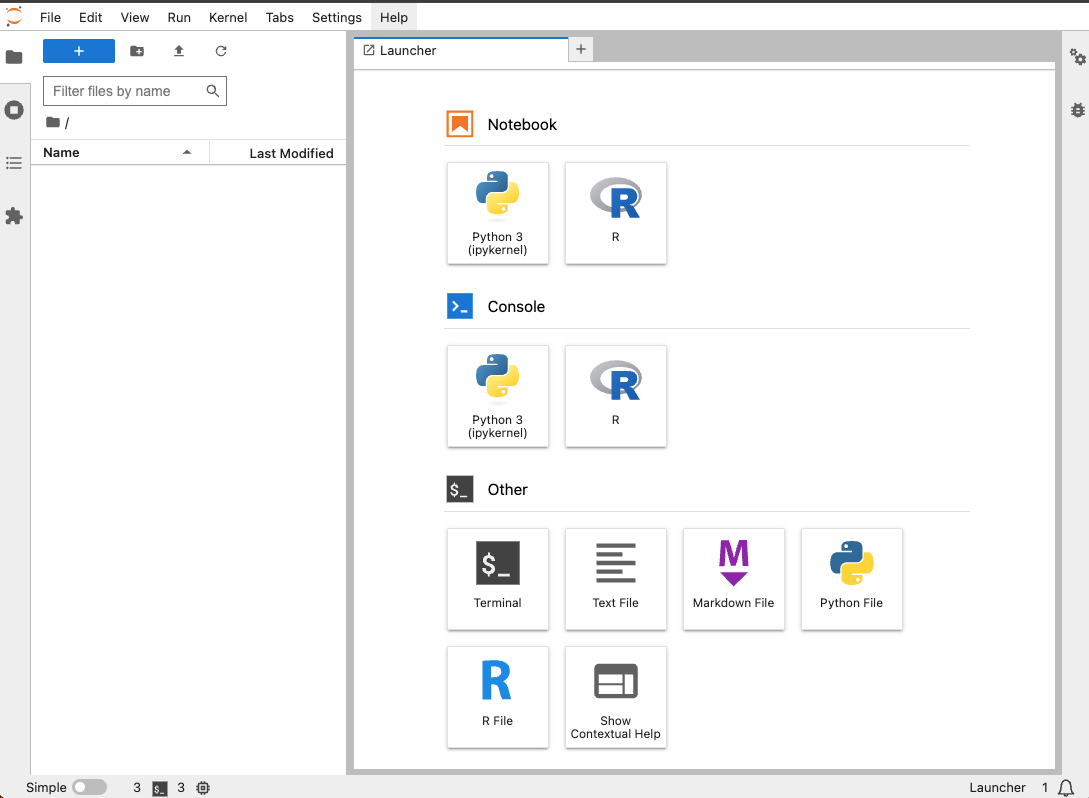 File Edit View Run Kernel Tabs Settings Help
+
Launcher
+
Filter files by name
/
Name Last Modified
Notebook
Python 3
(ipykernel)
R
Console
Python 3
(ipykernel)
R
Other
$_
Terminal
Text File
M
Markdown File
Python File
R
R File
Show
Contextual Help
Simple 3 $_ 3 Launcher 1